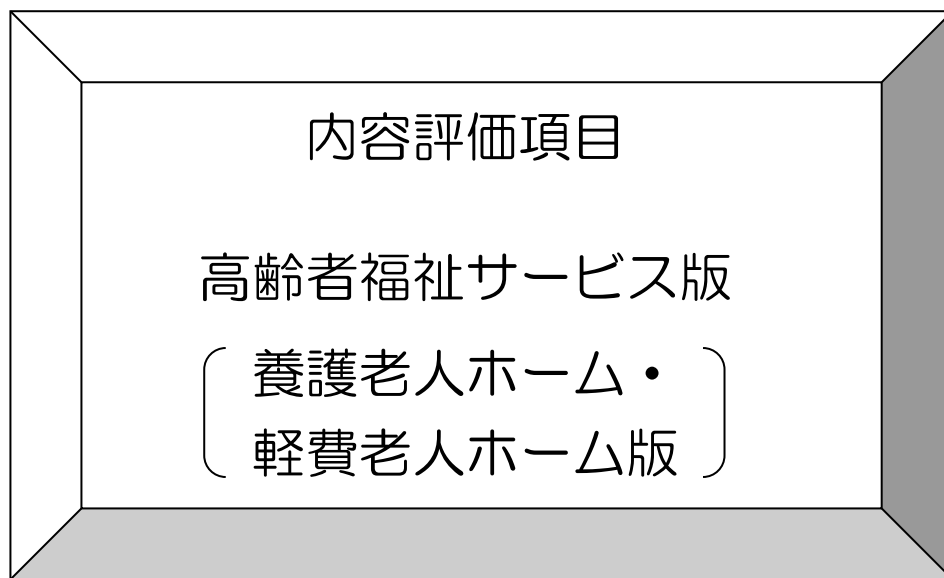 内容評価項目
高齢者福祉サービス版
養護老人ホーム・
軽費老人ホーム版